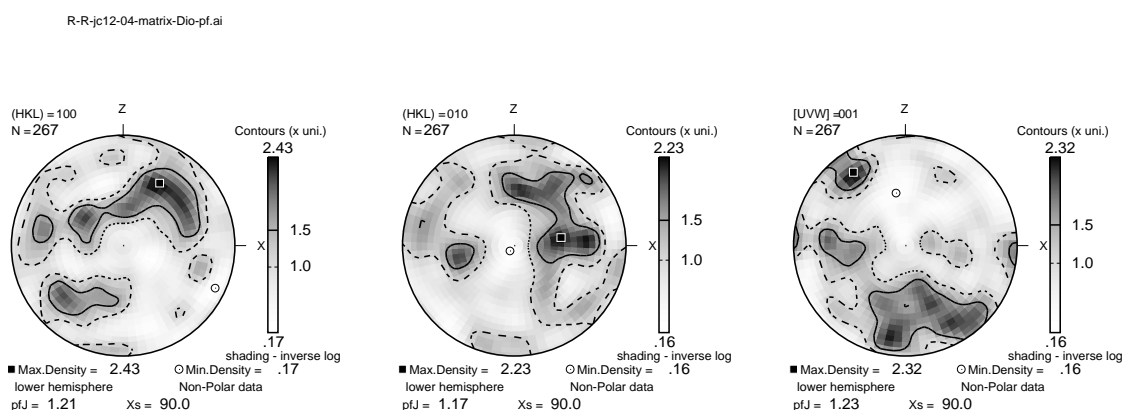 R-R-jc12-04-matrix-Dio-pf.ai
(HKL) =100
N =267
Z
X
Contours (x uni.)
2.43
1.5
1.0
.17
shading - inverse log
Max.Density = 2.43
Min.Density = .17
lower hemisphere
Non-Polar data
pfJ = 1.21
Xs = 90.0
(HKL) =010
N =267
Z
X
Contours (x uni.)
2.23
1.5
1.0
.16
shading - inverse log
Max.Density = 2.23
Min.Density = .16
lower hemisphere
Non-Polar data
pfJ = 1.17
Xs = 90.0
[UVW] =001
N =267
Z
X
Contours (x uni.)
2.32
1.5
1.0
.16
shading - inverse log
Max.Density = 2.32
Min.Density = .16
lower hemisphere
Non-Polar data
pfJ = 1.23
Xs = 90.0